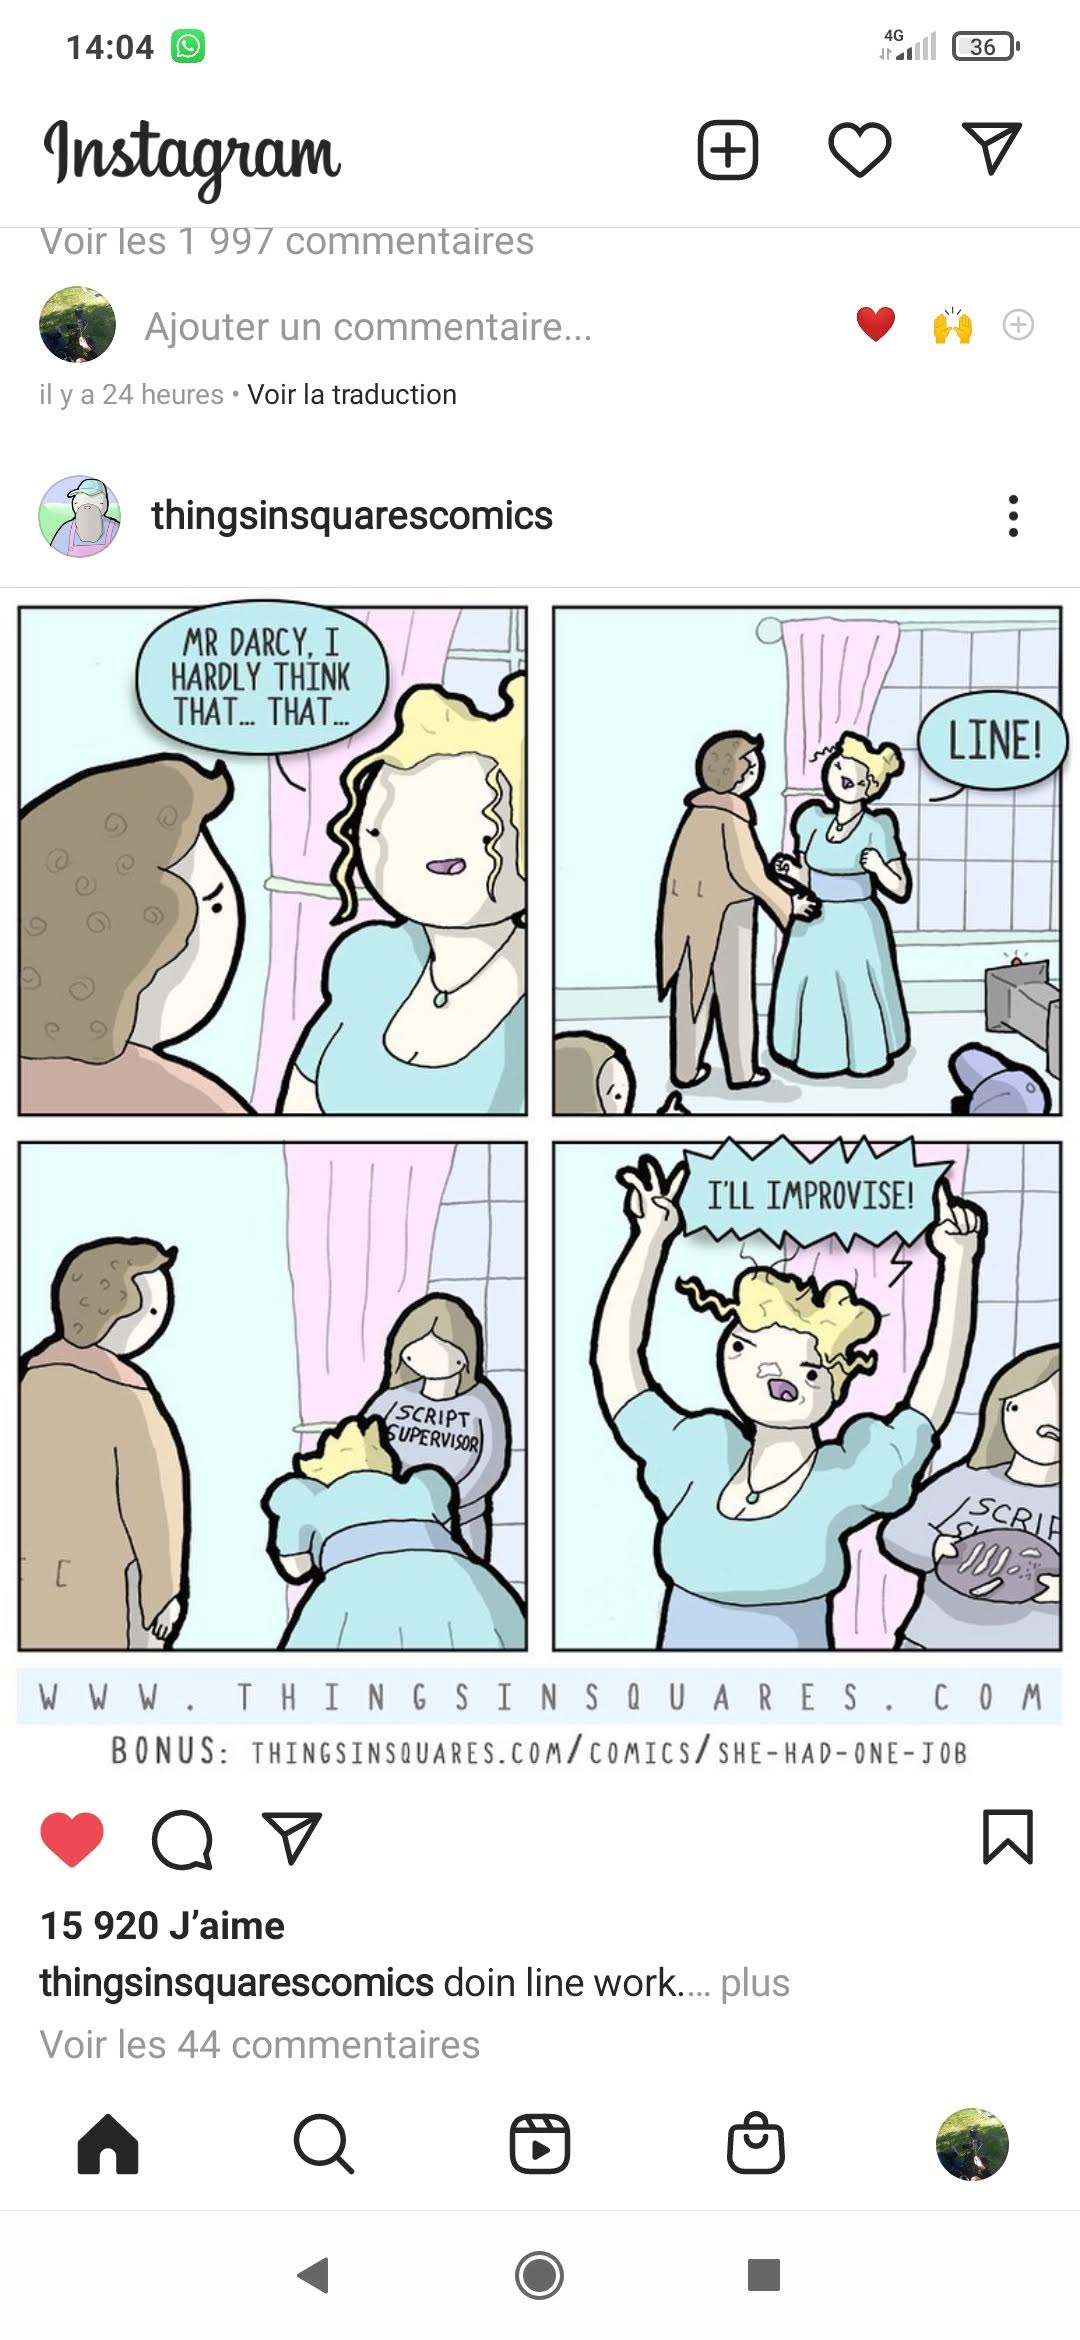 14:04
4G
36
Instagram
Voir les 1 997 commentaires
Ajouter un commentaire...
il y a 24 heures • Voir la traduction
thingsinsquarescomics
MR DARCY, I
HARDLY THINK
THAT... THAT...
LINE!
SCRIPT
SUPERVISOR
I'LL IMPROVISE!
SCRIP
WWW.THINGSINSQUARES.COM
BONUS: THINGSINSQUARES.COM/COMICS/SHE-HAD-ONE-JOB
15 920 J'aime
thingsinsquarescomics doin line work.... plus
Voir les 44 commentaires